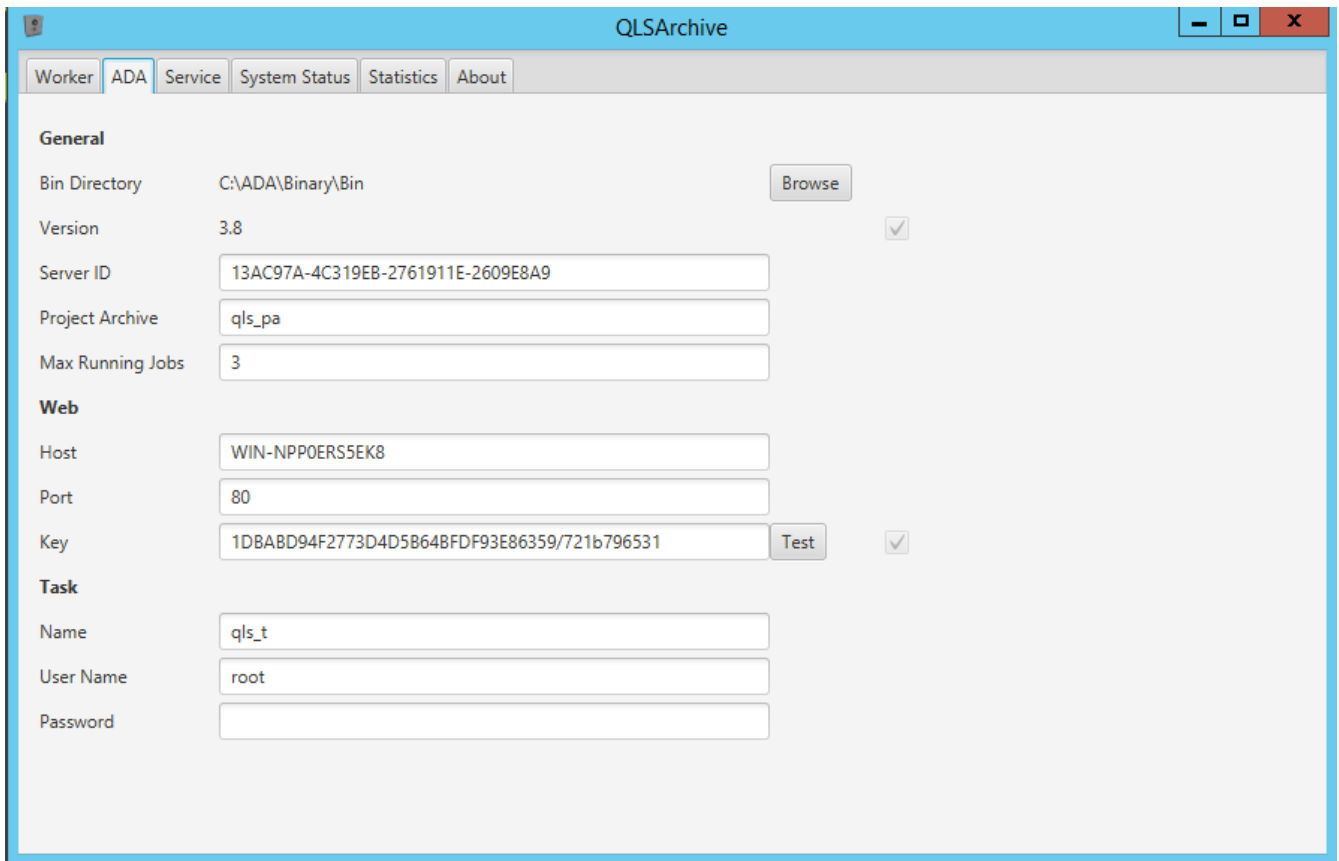 QLSArchive
Worker ADA Service System Status Statistics About
General
Bin Directory C:\ADA\Binary\Bin Browse
Version 3.8
Server ID 13AC97A-4C319EB-2761911E-2609E8A9
Project Archive qls_pa
Max Running Jobs 3
Web
Host WIN-NPP0ERS5EK8
Port 80
Key 1DBABD94F2773D4D5B64BFDF93E86359/721b796531 Test
Task
Name qls_t
User Name root
Password